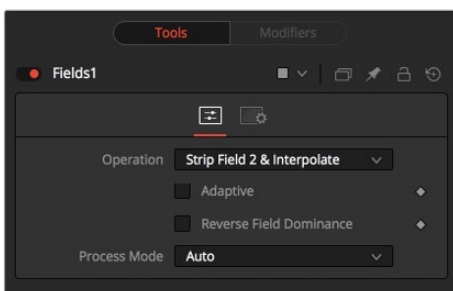 Tools Modifiers
Fields1
Operation Strip Field 2 & Interpolate
Adaptive
Reverse Field Dominance
Process Mode Auto